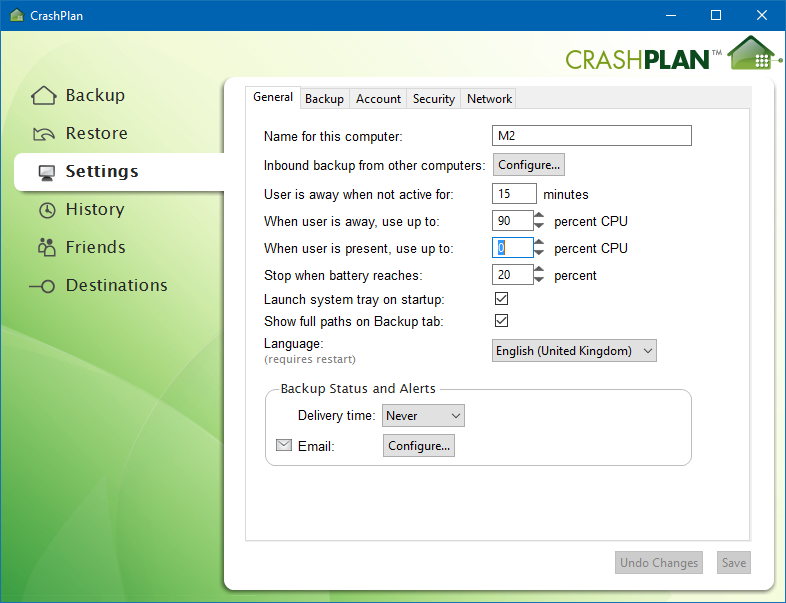 CrashPlan
CRASHPLAN™
Backup
Restore
Settings
History
Friends
Destinations
General Backup Account Security Network
Name for this computer: M2
Inbound backup from other computers: Configure...
User is away when not active for: 15 minutes
When user is away, use up to: 90 percent CPU
When user is present, use up to: 0 percent CPU
Stop when battery reaches: 20 percent
Launch system tray on startup:
Show full paths on Backup tab:
Language: English (United Kingdom)
(requires restart)
Backup Status and Alerts
Delivery time: Never
Email: Configure...
Undo Changes Save